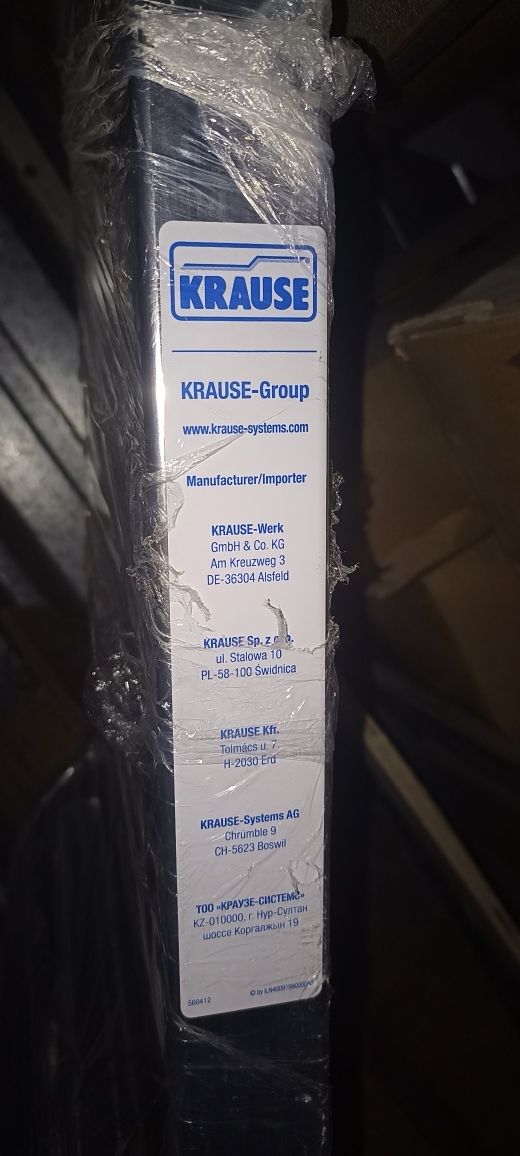 KRAUSE
KRAUSE-Group
www.krause-systems.com
Manufacturer/Importer
KRAUSE-Werk
GmbH & Co. KG
Am Kreuzweg 3
DE-36304 Alsfeld
KRAUSE Sp. z o.o.
ul. Stalowa 10
PL-58-100 Świdnica
KRAUSE Kft.
Tolmács u. 7.
H-2030 Érd
KRAUSE-Systems AG
Chrümble 9
CH-5623 Boswil
ТОО «КРАУЗЕ-СИСТЕМС»
KZ-010000, г. Нур-Султан
шоссе Коргалжын 19
560412
© by